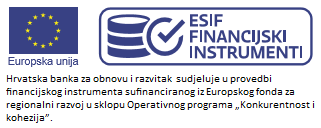 ESIF
FINANCIJSKI
INSTRUMENTI
Europska unija
Hrvatska banka za obnovu i razvitak sudjeluje u provedbi
financijskog instrumenta sufinanciranog iz Europskog fonda za
regionalni razvoj u sklopu Operativnog programa „Konkurentnost i
kohezija”.